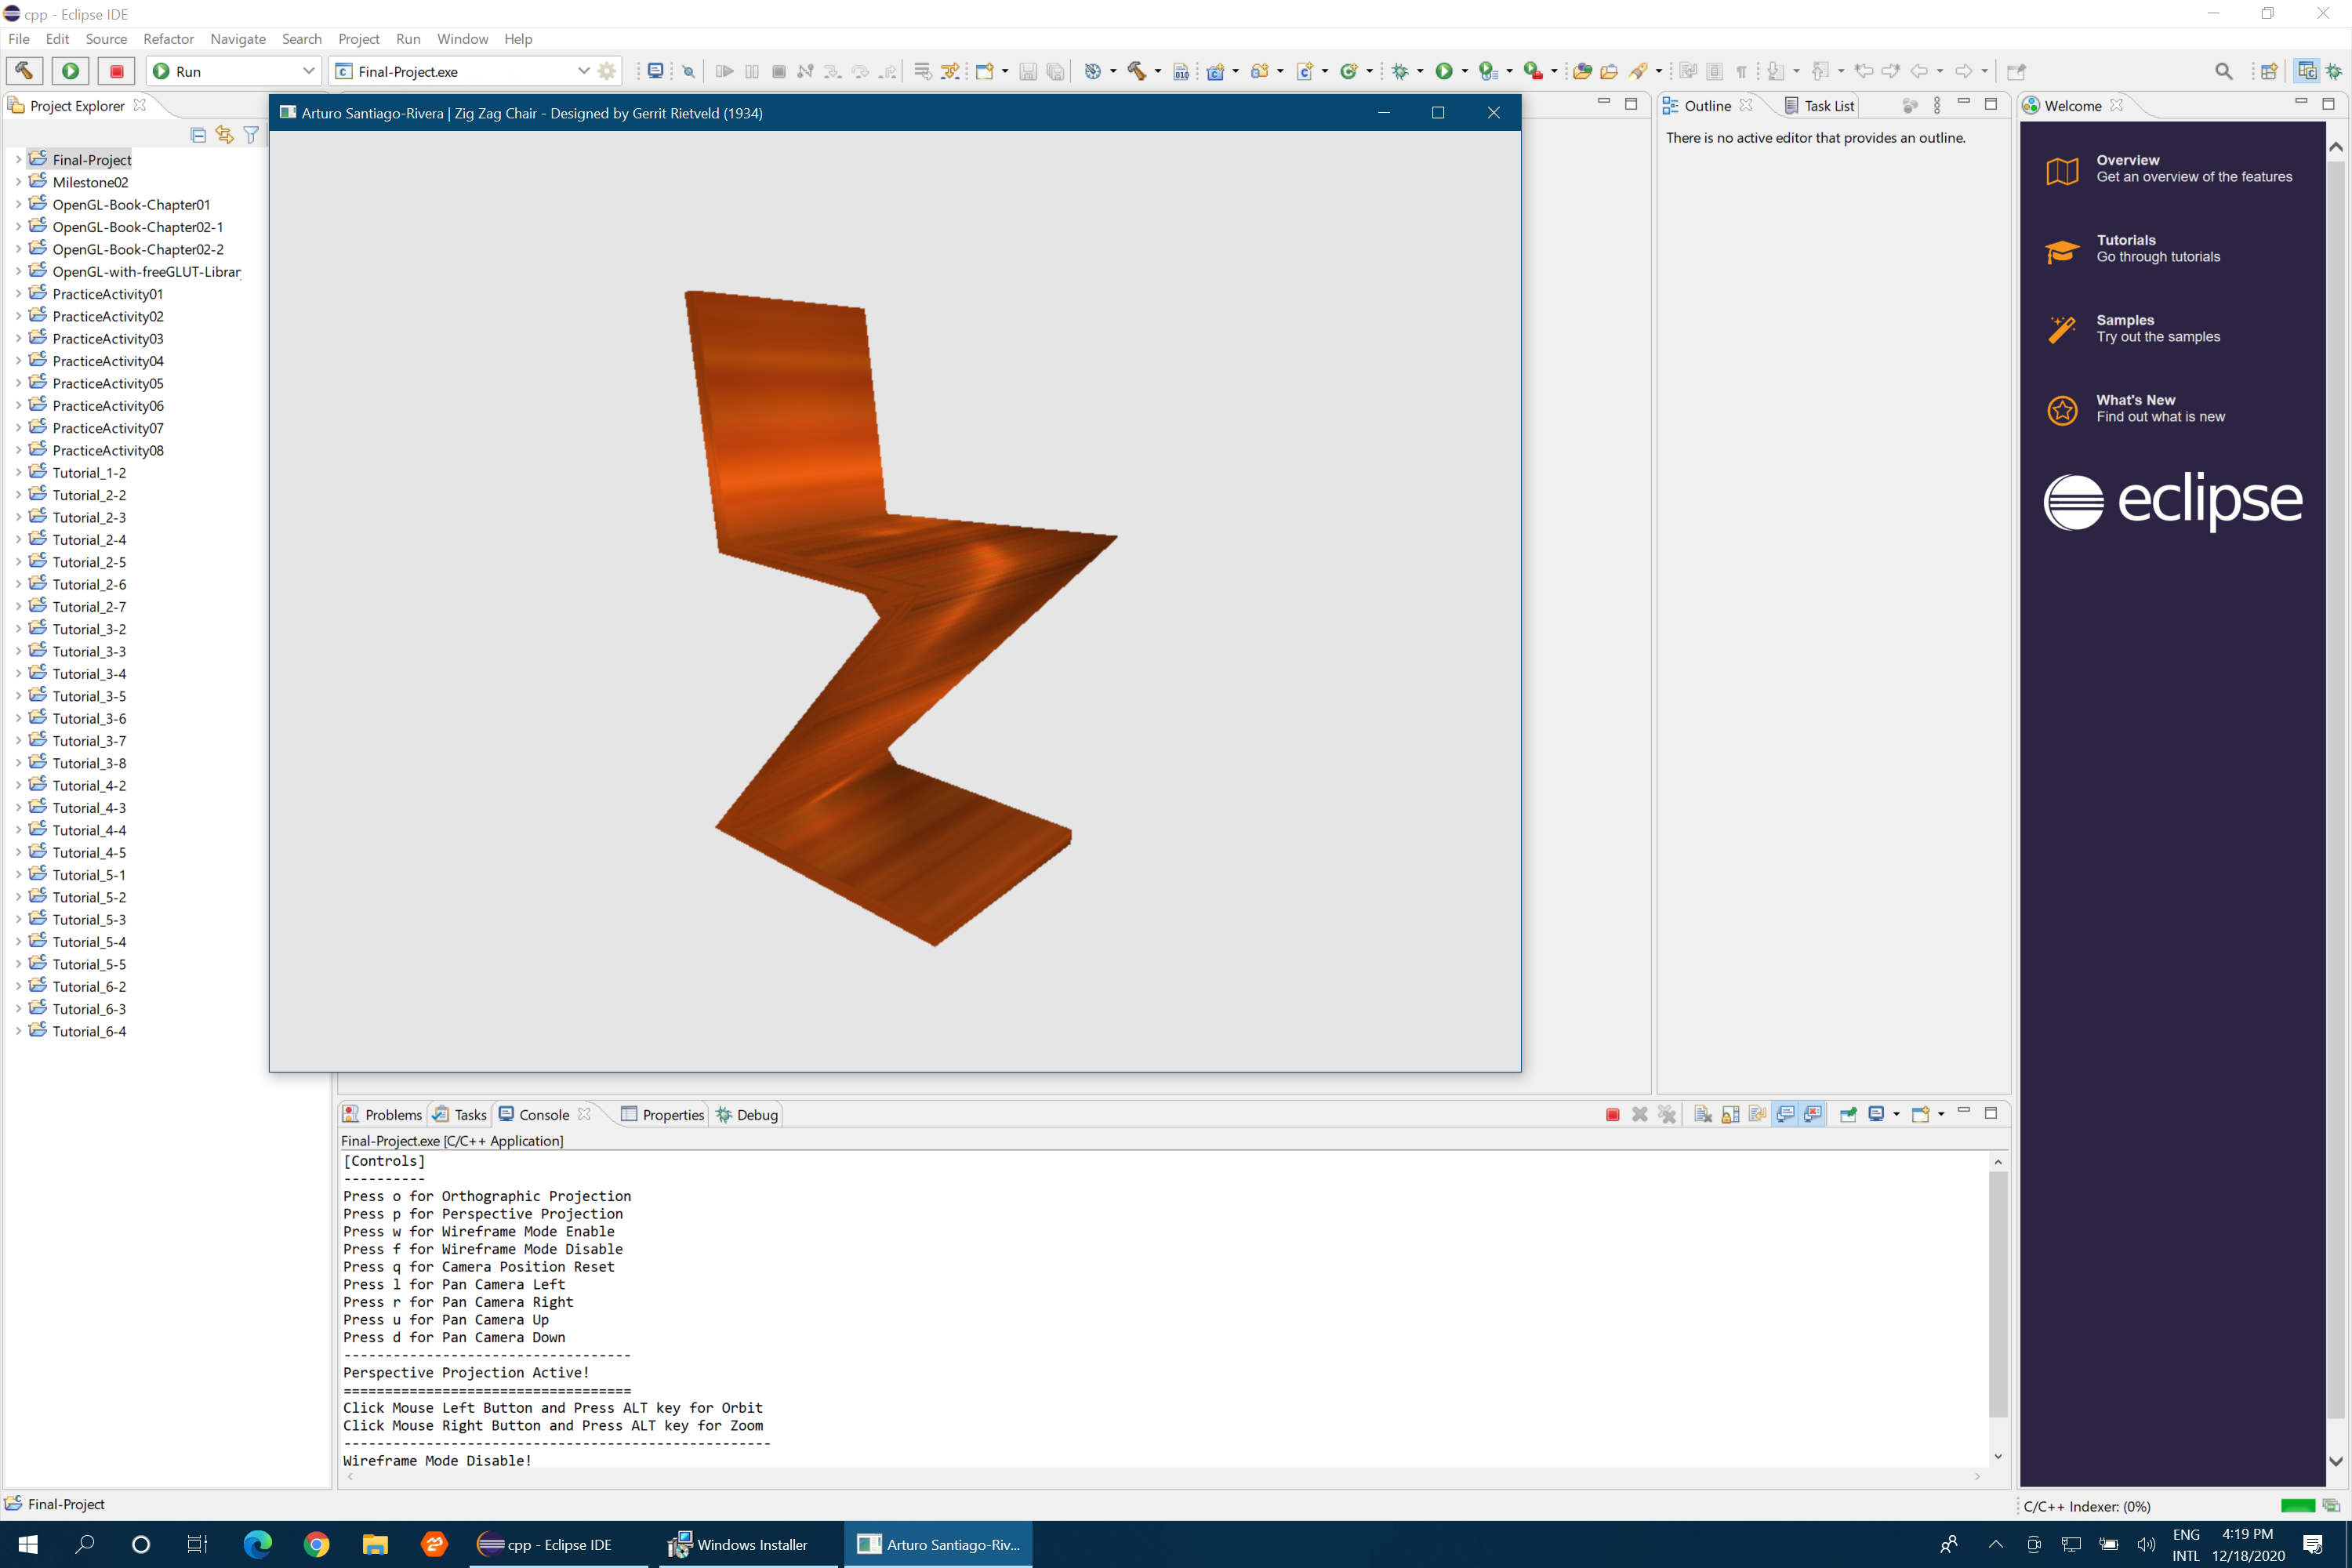 cpp - Eclipse IDE
File Edit Source Refactor Navigate Search Project Run Window Help
Run
Final-Project.exe
Project Explorer
Final-Project
Milestone02
OpenGL-Book-Chapter01
OpenGL-Book-Chapter02-1
OpenGL-Book-Chapter02-2
OpenGL-with-freeGLUT-Librar
PracticeActivity01
PracticeActivity02
PracticeActivity03
PracticeActivity04
PracticeActivity05
PracticeActivity06
PracticeActivity07
PracticeActivity08
Tutorial_1-2
Tutorial_2-2
Tutorial_2-3
Tutorial_2-4
Tutorial_2-5
Tutorial_2-6
Tutorial_2-7
Tutorial_3-2
Tutorial_3-3
Tutorial_3-4
Tutorial_3-5
Tutorial_3-6
Tutorial_3-7
Tutorial_3-8
Tutorial_4-2
Tutorial_4-3
Tutorial_4-4
Tutorial_4-5
Tutorial_5-1
Tutorial_5-2
Tutorial_5-3
Tutorial_5-4
Tutorial_5-5
Tutorial_6-2
Tutorial_6-3
Tutorial_6-4
Arturo Santiago-Rivera | Zig Zag Chair - Designed by Gerrit Rietveld (1934)
Outline Task List
There is no active editor that provides an outline.
Welcome
Overview
Get an overview of the features
Tutorials
Go through tutorials
Samples
Try out the samples
What's New
Find out what is new
eclipse
Problems Tasks Console Properties Debug
Final-Project.exe [C/C++ Application]
[Controls]
----------
Press o for Orthographic Projection
Press p for Perspective Projection
Press w for Wireframe Mode Enable
Press f for Wireframe Mode Disable
Press q for Camera Position Reset
Press l for Pan Camera Left
Press r for Pan Camera Right
Press u for Pan Camera Up
Press d for Pan Camera Down
-----------------------------------
Perspective Projection Active!
===================================
Click Mouse Left Button and Press ALT key for Orbit
Click Mouse Right Button and Press ALT key for Zoom
----------------------------------------------------
Wireframe Mode Disable!
Final-Project
C/C++ Indexer: (0%)
cpp - Eclipse IDE
Windows Installer
Arturo Santiago-Riv...
ENG
INTL
4:19 PM
12/18/2020